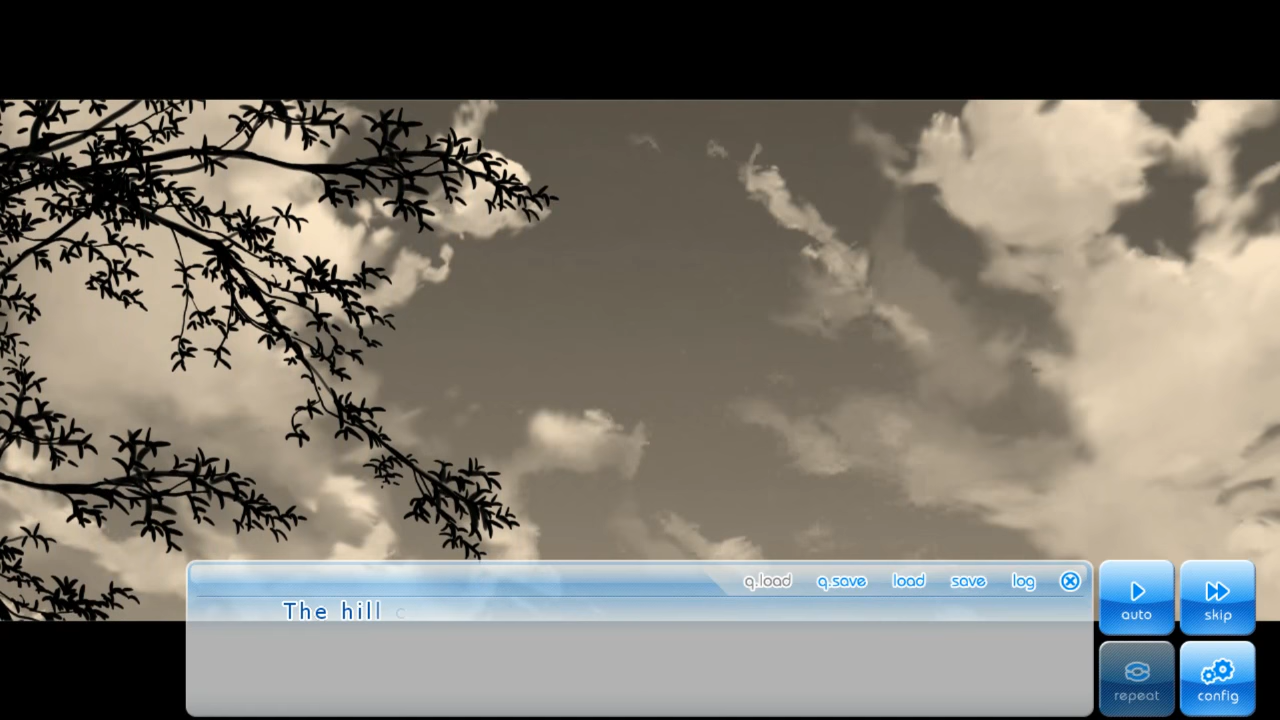 q.load q.save load save log
The hill c
auto
skip
repeat
config